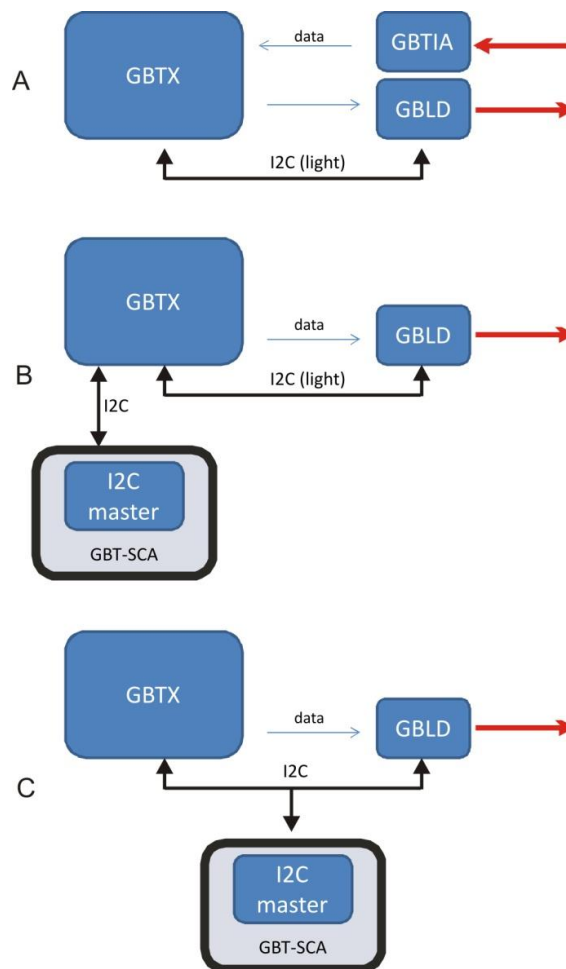 data
GBTIA
GBTX
A
GBLD
I2C (light)
GBTX
data
GBLD
B
I2C (light)
I2C
I2C
master
GBT-SCA
GBTX
data
GBLD
I2C
C
I2C
master
GBT-SCA